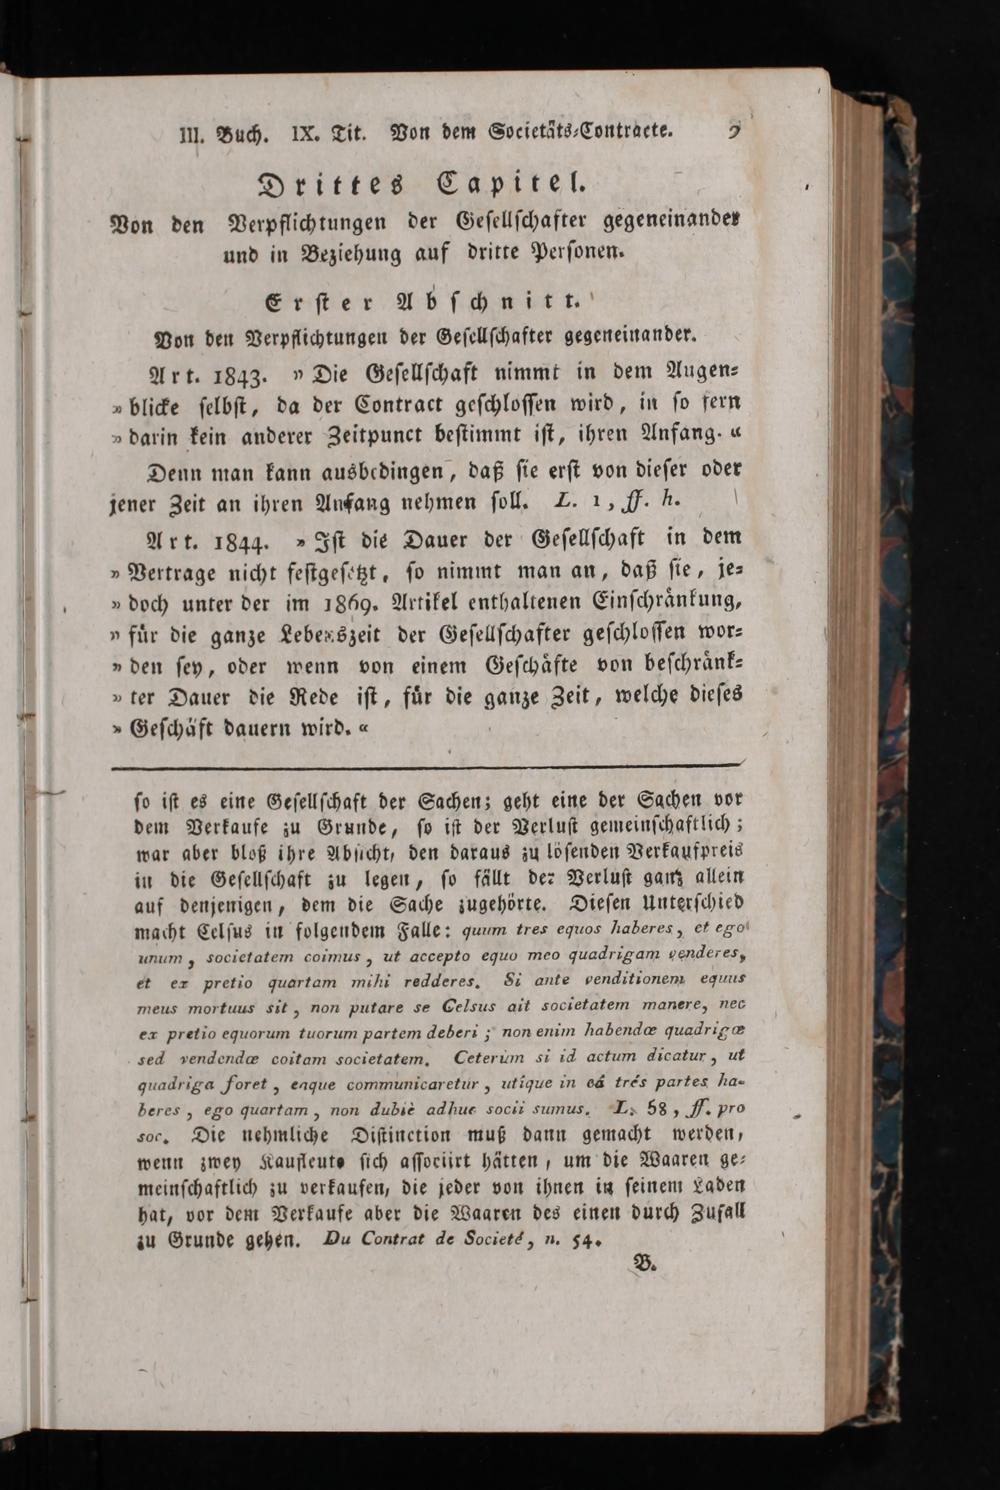 III. Buch. IX. Tit. Von dem Societäts-Contracte. 9
Drittes Capitel.
Von den Verpflichtungen der Gesellschafter gegeneinander
und in Beziehung auf dritte Personen.
Erster Abschnitt.
Von den Verpflichtungen der Gesellschafter gegeneinander.
Art. 1843. » Die Gesellschaft nimmt in dem Augen-
» blicke selbst, da der Contract geschlossen wird, in so fern
» darin kein anderer Zeitpunct bestimmt ist, ihren Anfang. «
Denn man kann ausbedingen, daß sie erst von dieser oder
jener Zeit an ihren Anfang nehmen soll. L. 1, ff. h.
Art. 1844. » Ist die Dauer der Gesellschaft in dem
» Vertrage nicht festgesetzt, so nimmt man an, daß sie, je-
» doch unter der im 1869. Artikel enthaltenen Einschränkung,
» für die ganze Lebenszeit der Gesellschafter geschlossen wor-
» den sey, oder wenn von einem Geschäfte von beschränk-
» ter Dauer die Rede ist, für die ganze Zeit, welche dieses
» Geschäft dauern wird. «
so ist es eine Gesellschaft der Sachen; geht eine der Sachen vor
dem Verkaufe zu Grunde, so ist der Verlust gemeinschaftlich;
war aber bloß ihre Absicht, den daraus zu lösenden Verkaufpreis
in die Gesellschaft zu legen, so fällt der Verlust ganz allein
auf denjenigen, dem die Sache zugehörte. Diesen Unterschied
macht Celsus in folgendem Falle: quum tres equos haberes, et ego
unum, societatem coimus, ut accepto equo meo quadrigam venderes,
et ex pretio quartam mihi redderes. Si ante venditionem equus
meus mortuus sit, non putare se Celsus ait societatem manere, nec
ex pretio equorum tuorum partem deberi; non enim habendæ quadrigæ
sed vendendæ coitam societatem. Ceterùm si id actum dicatur, ut
quadriga foret, eaque communicaretur, utique in eá trés partes ha-
beres, ego quartam, non dubiè adhuc socii sumus. L. 58, ff. pro
soc. Die nehmliche Distinction muß dann gemacht werden,
wenn zwey Kaufleute sich associirt hätten, um die Waaren ge-
meinschaftlich zu verkaufen, die jeder von ihnen in seinem Laden
hat, vor dem Verkaufe aber die Waaren des einen durch Zufall
zu Grunde gehen. Du Contrat de Societé, n. 54.
B.